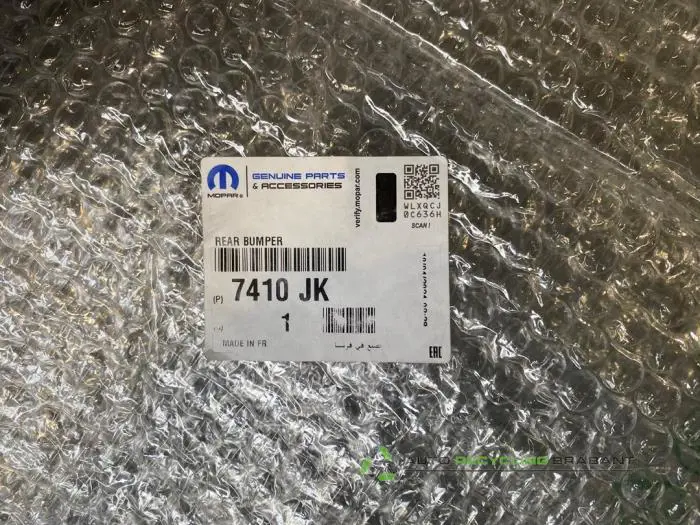 MOPAR®
GENUINE PARTS
& ACCESSORIES
verify.mopar.com
WLXQCJ
0C636H
SCAN !
REAR BUMPER
(P) 7410 JK
1
MADE IN FR
صنع في فرنسا
EAC
AUTO RECYCLING BRABANT